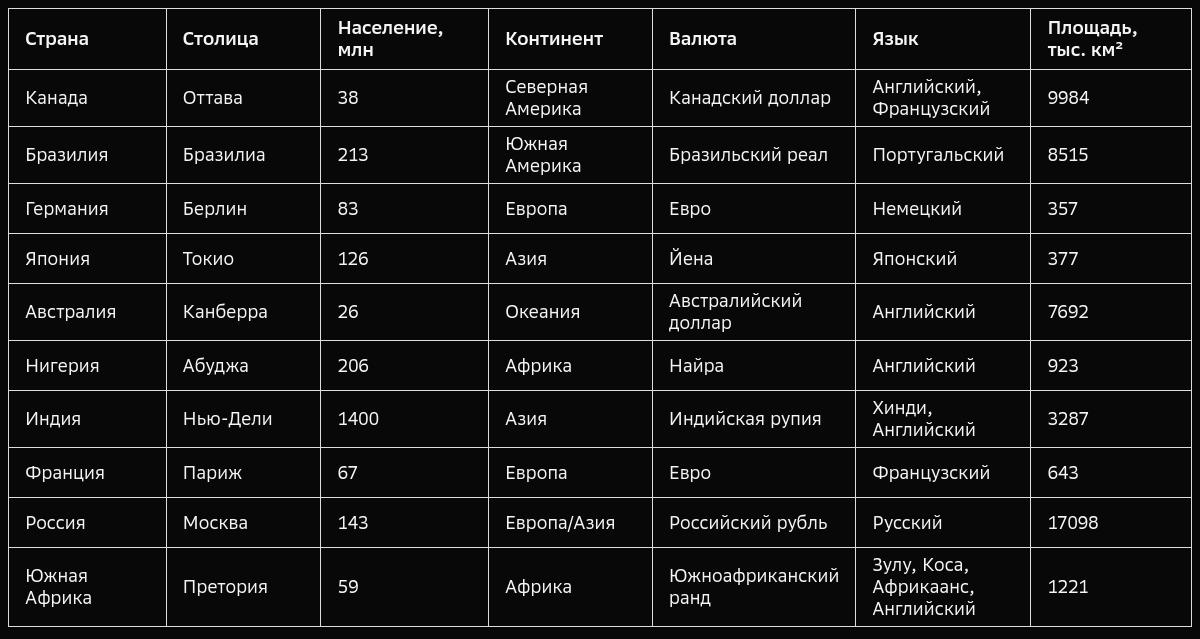 Страна Столица Население, млн Континент Валюта Язык Площадь, тыс. км²
Канада Оттава 38 Северная Америка Канадский доллар Английский, Французский 9984
Бразилия Бразилиа 213 Южная Америка Бразильский реал Португальский 8515
Германия Берлин 83 Европа Евро Немецкий 357
Япония Токио 126 Азия Йена Японский 377
Австралия Канберра 26 Океания Австралийский доллар Английский 7692
Нигерия Абуджа 206 Африка Найра Английский 923
Индия Нью-Дели 1400 Азия Индийская рупия Хинди, Английский 3287
Франция Париж 67 Европа Евро Французский 643
Россия Москва 143 Европа/Азия Российский рубль Русский 17098
Южная Африка Претория 59 Африка Южноафриканский ранд Зулу, Коса, Африкаанс, Английский 1221